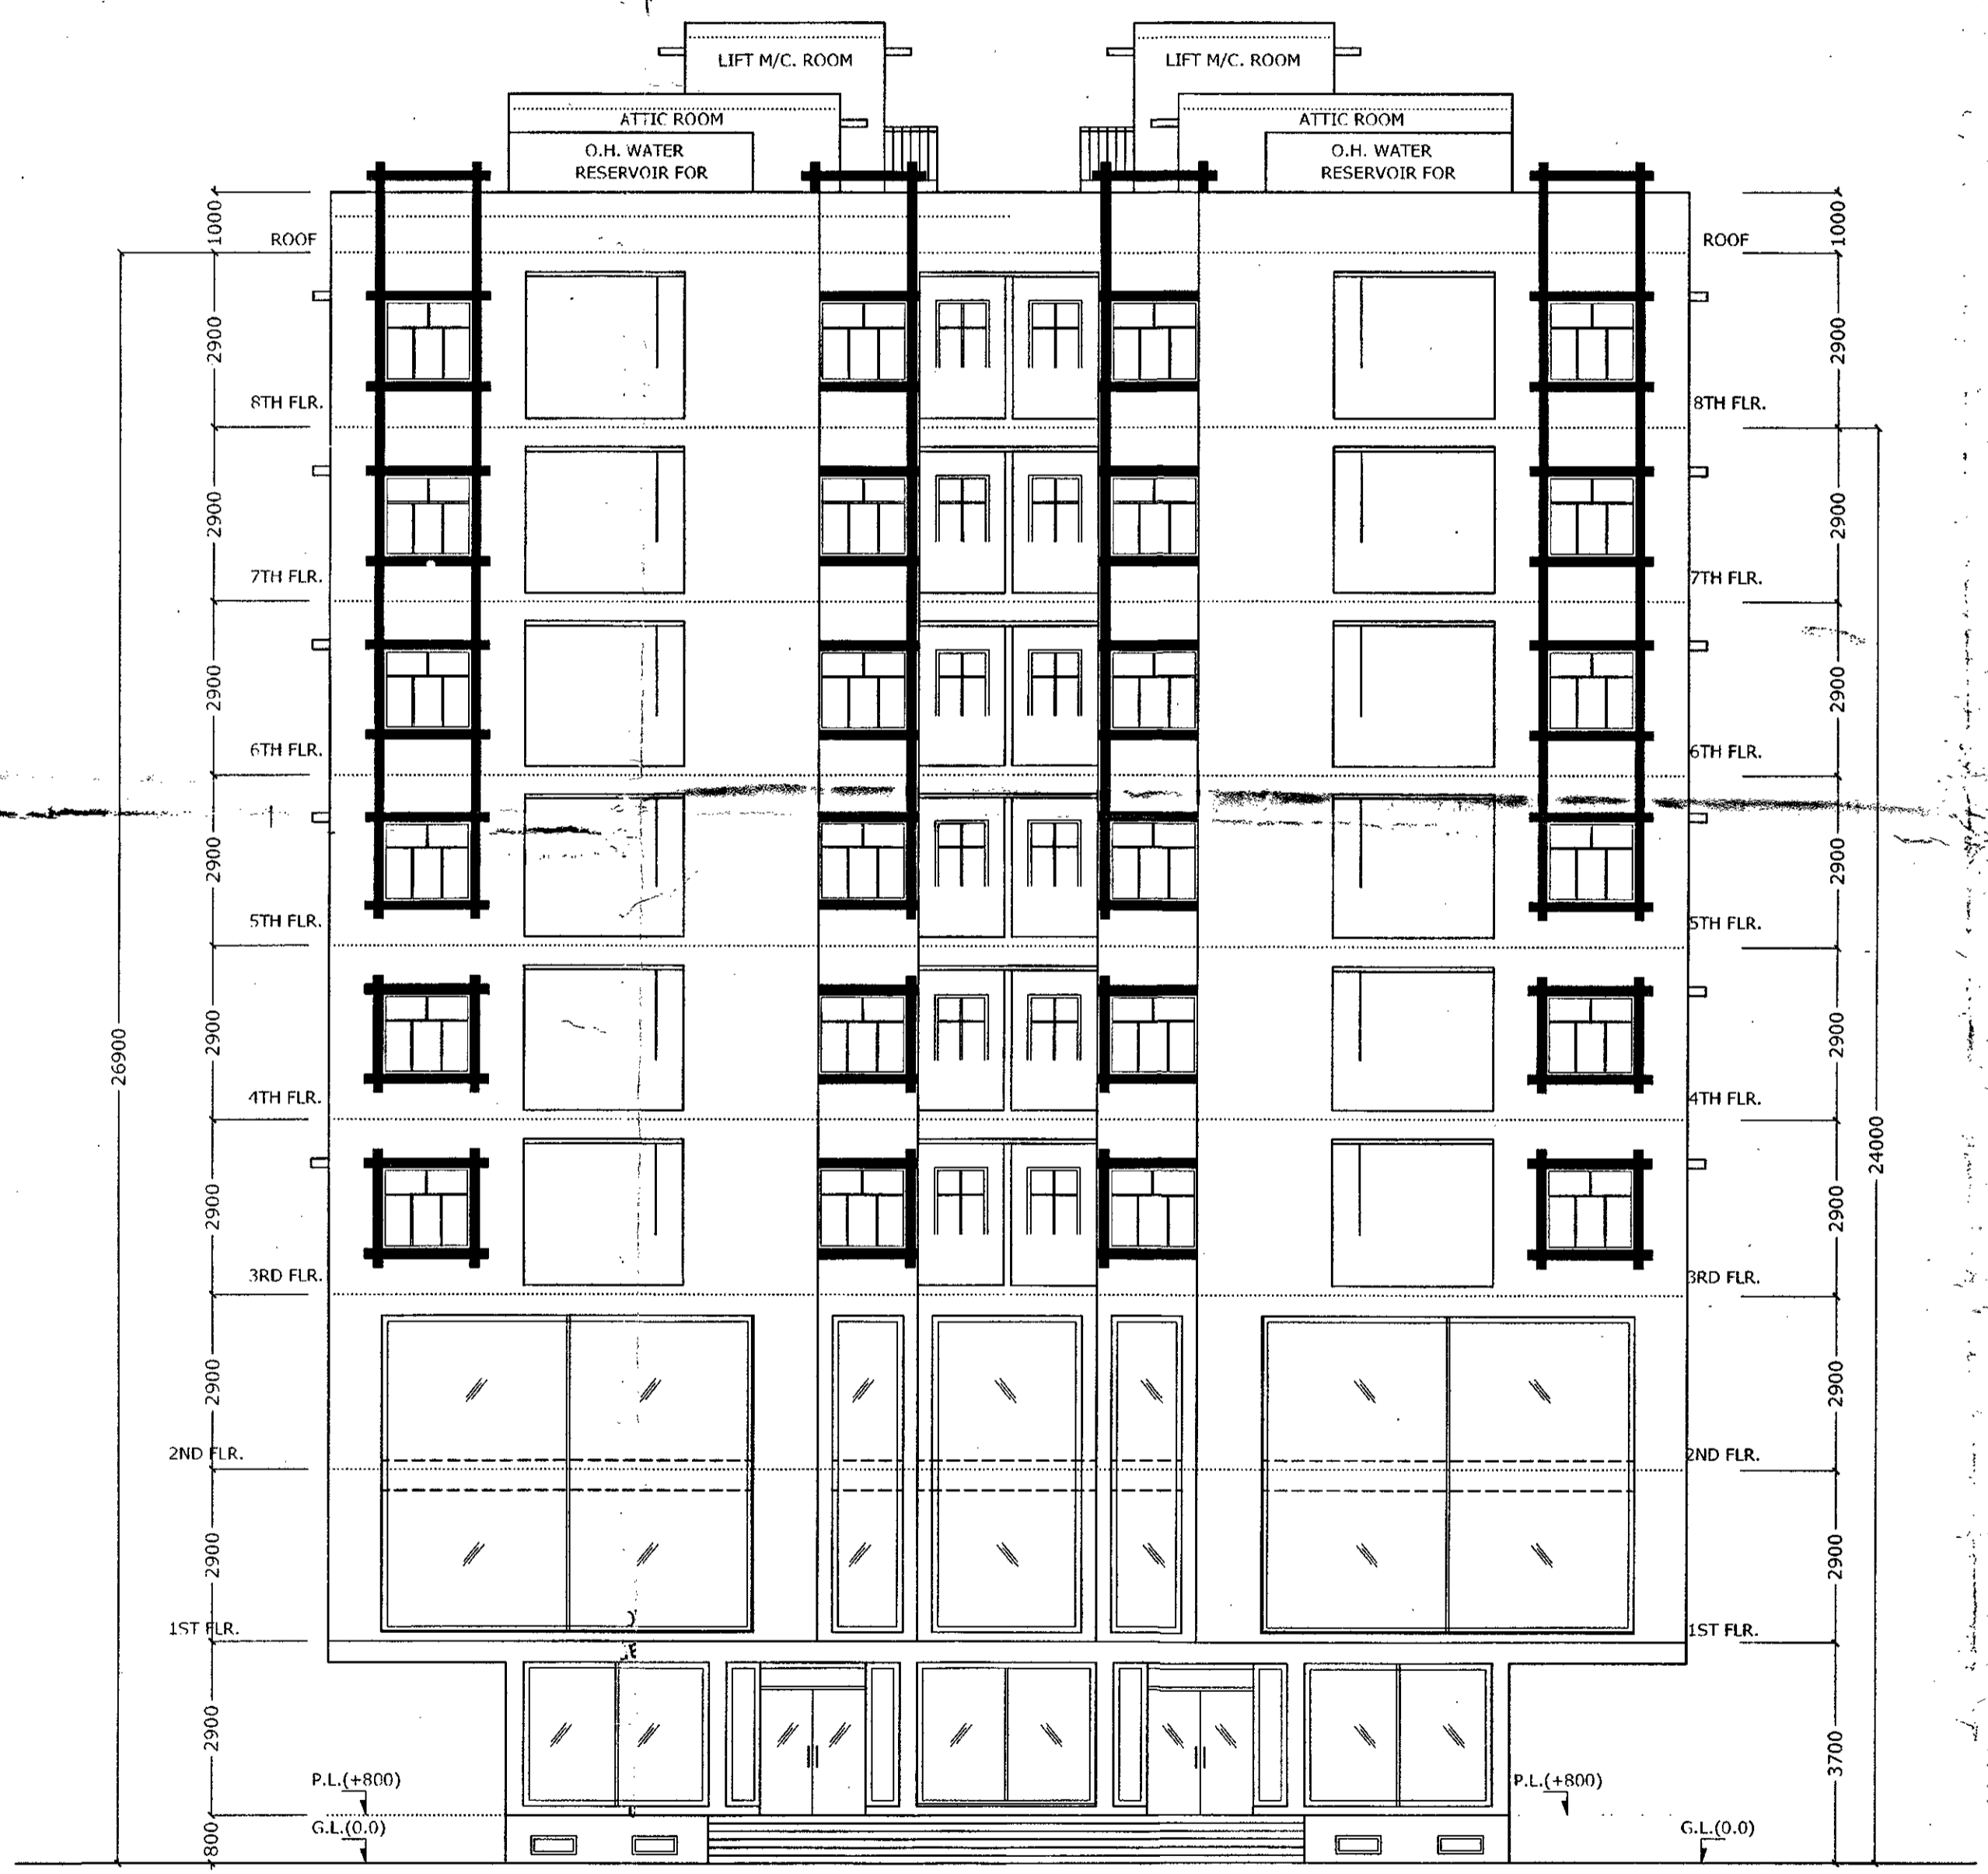 LIFT M/C. ROOM
LIFT M/C. ROOM
ATTIC ROOM
ATTIC ROOM
O.H. WATER
RESERVOIR FOR
O.H. WATER
RESERVOIR FOR
1000
1000
ROOF
ROOF
2900
2900
8TH FLR.
8TH FLR.
2900
2900
7TH FLR.
7TH FLR.
2900
2900
6TH FLR.
6TH FLR.
2900
2900
5TH FLR.
5TH FLR.
26900
2900
2900
4TH FLR.
4TH FLR.
24000
2900
2900
3RD FLR.
3RD FLR.
2900
2900
2ND FLR.
2ND FLR.
2900
2900
1ST FLR.
1ST FLR.
2900
3700
P.L.(+800)
P.L.(+800)
G.L.(0.0)
G.L.(0.0)
800